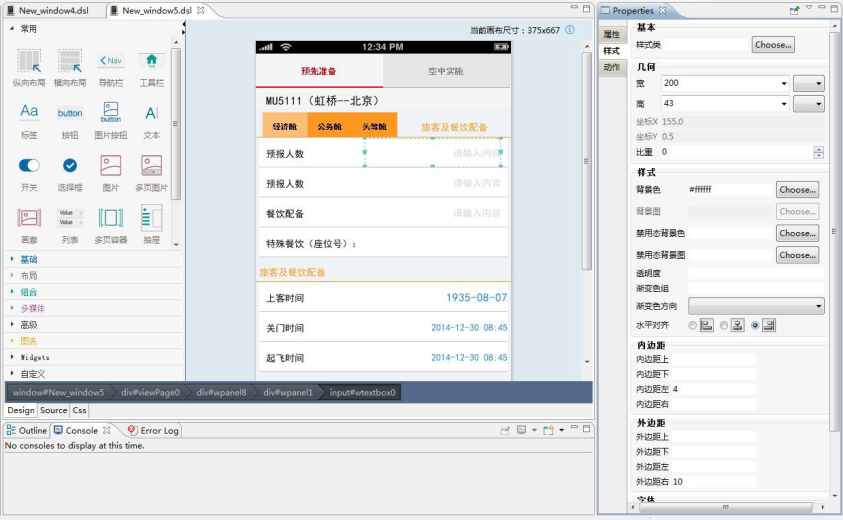 New_window4.dsl
New_window5.dsl
常用
纵向布局 横向布局 导航栏 工具栏
Nav
Aa button button A
标签 按钮 图片按钮 文本
开关 选择框 图片 多页图片
Value
Value
画廊 列表 多页容器 抽屉
基础
布局
组合
多媒体
高级
图表
Widgets
自定义
当前画布尺寸：375x667
12:34 PM
预先准备 空中实施
MU5111（虹桥--北京）
经济舱 公务舱 头等舱 旅客及餐饮配备
预报人数 请输入内容
预报人数 请输入内容
餐饮配备 请输入内容
特殊餐饮（座位号）：
旅客及餐饮配备
上客时间 1935-08-07
关门时间 2014-12-30 08:45
起飞时间 2014-12-30 08:45
window#New_window5 div#viewPage0 div#wpanel8 div#wpanel1 input#wtextbox0
Design Source Css
Outline Console Error Log
No consoles to display at this time.
Properties
属性
样式
动作
基本
样式类 Choose...
几何
宽 200
高 43
坐标X 155.0
坐标Y 0.5
比重 0
样式
背景色 #ffffff Choose...
背景图 Choose...
禁用态背景色 Choose...
禁用态背景图 Choose...
透明度
渐变色组
渐变色方向
水平对齐
内边距
内边距上
内边距下
内边距左 4
内边距右
外边距
外边距上
外边距下
外边距左
外边距右 10
字体